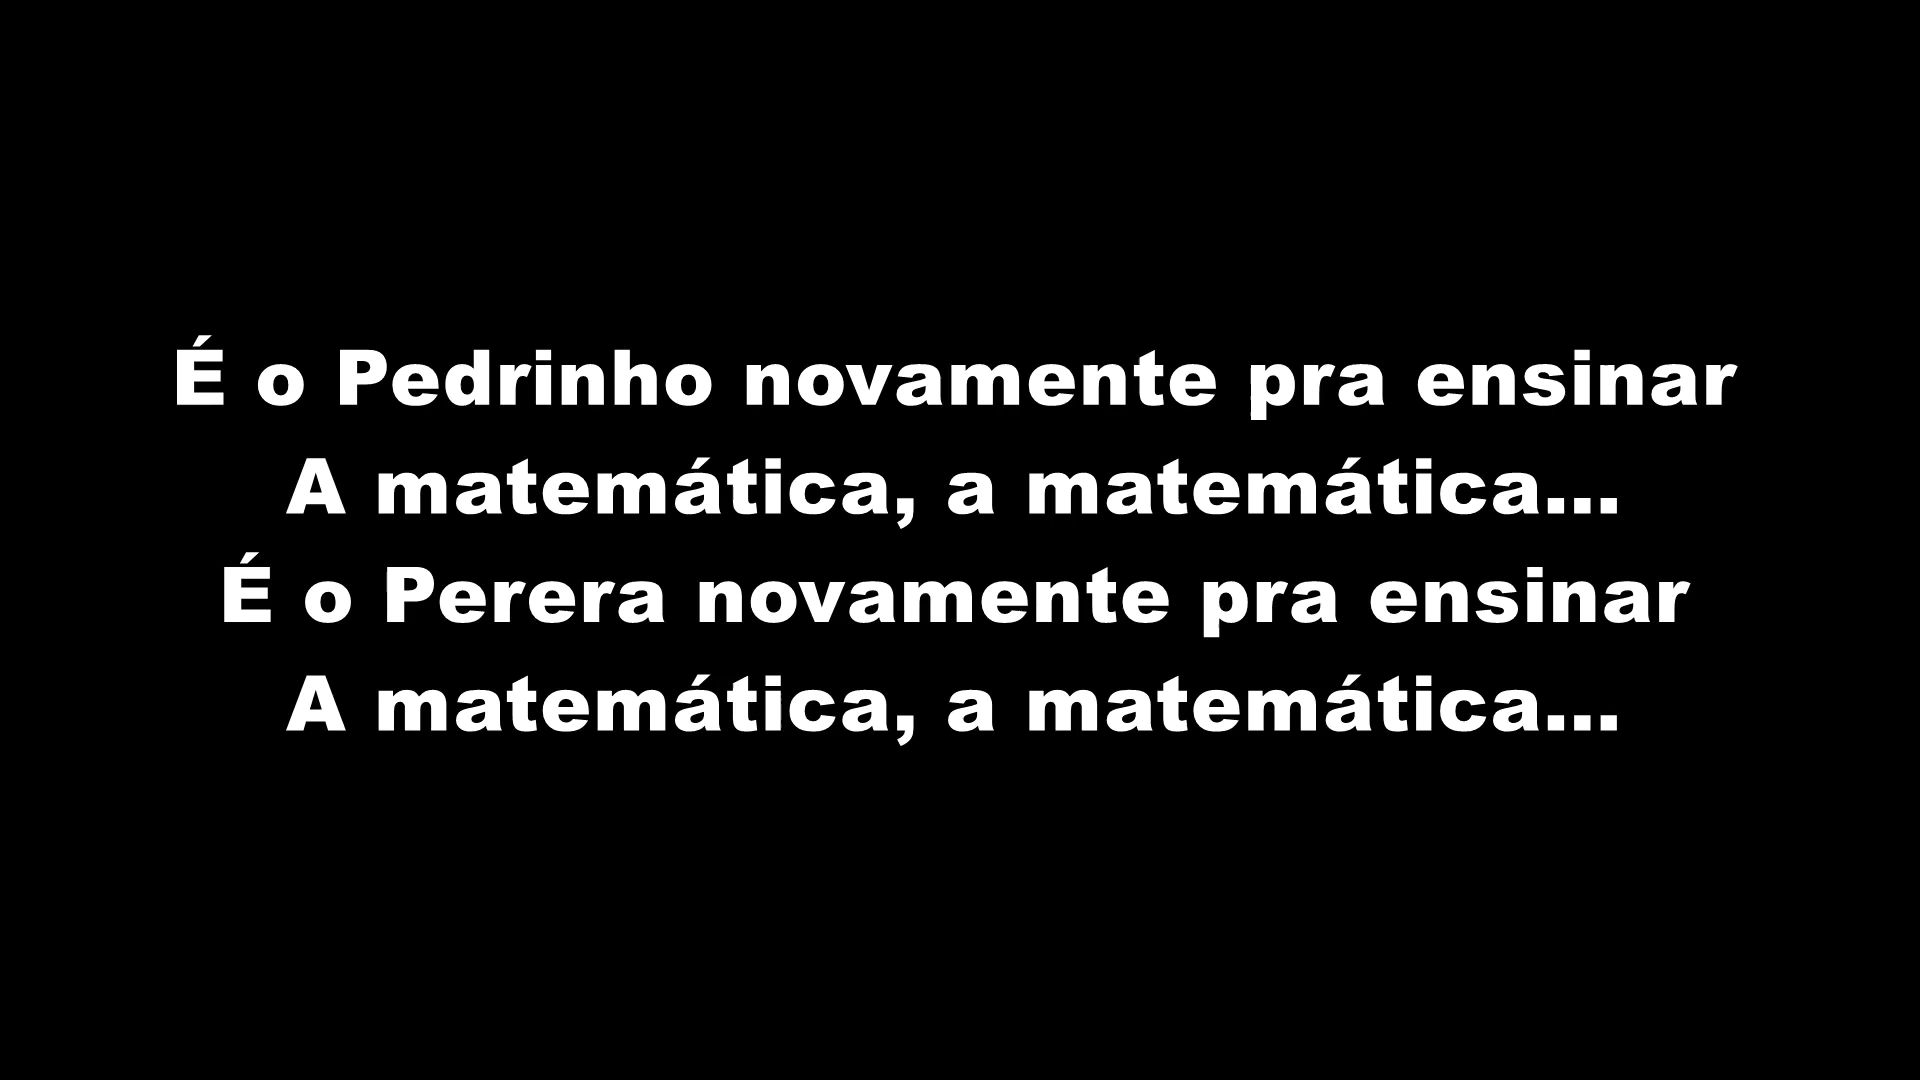 É o Pedrinho novamente pra ensinar
A matemática, a matemática...
É o Perera novamente pra ensinar
A matemática, a matemática...